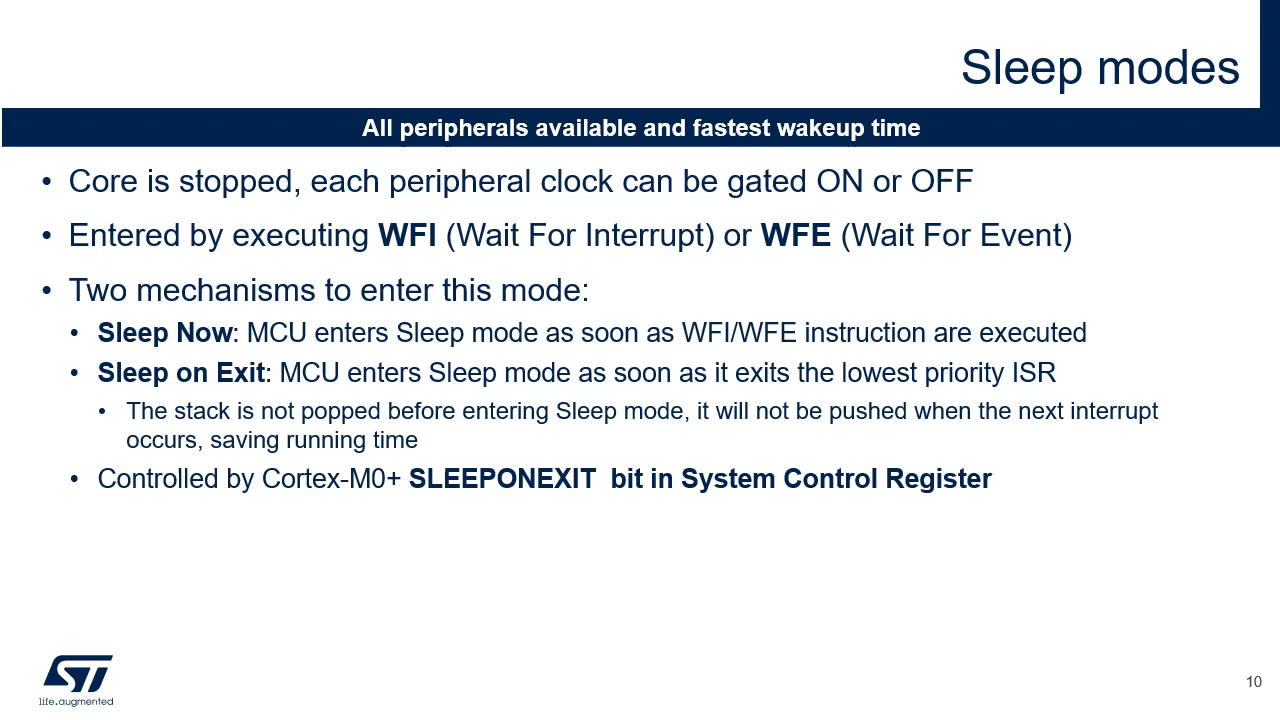 Sleep modes
All peripherals available and fastest wakeup time
• Core is stopped, each peripheral clock can be gated ON or OFF
• Entered by executing WFI (Wait For Interrupt) or WFE (Wait For Event)
• Two mechanisms to enter this mode:
• Sleep Now: MCU enters Sleep mode as soon as WFI/WFE instruction are executed
• Sleep on Exit: MCU enters Sleep mode as soon as it exits the lowest priority ISR
• The stack is not popped before entering Sleep mode, it will not be pushed when the next interrupt
occurs, saving running time
• Controlled by Cortex-M0+ SLEEPONEXIT  bit in System Control Register
ST
life.augmented
10